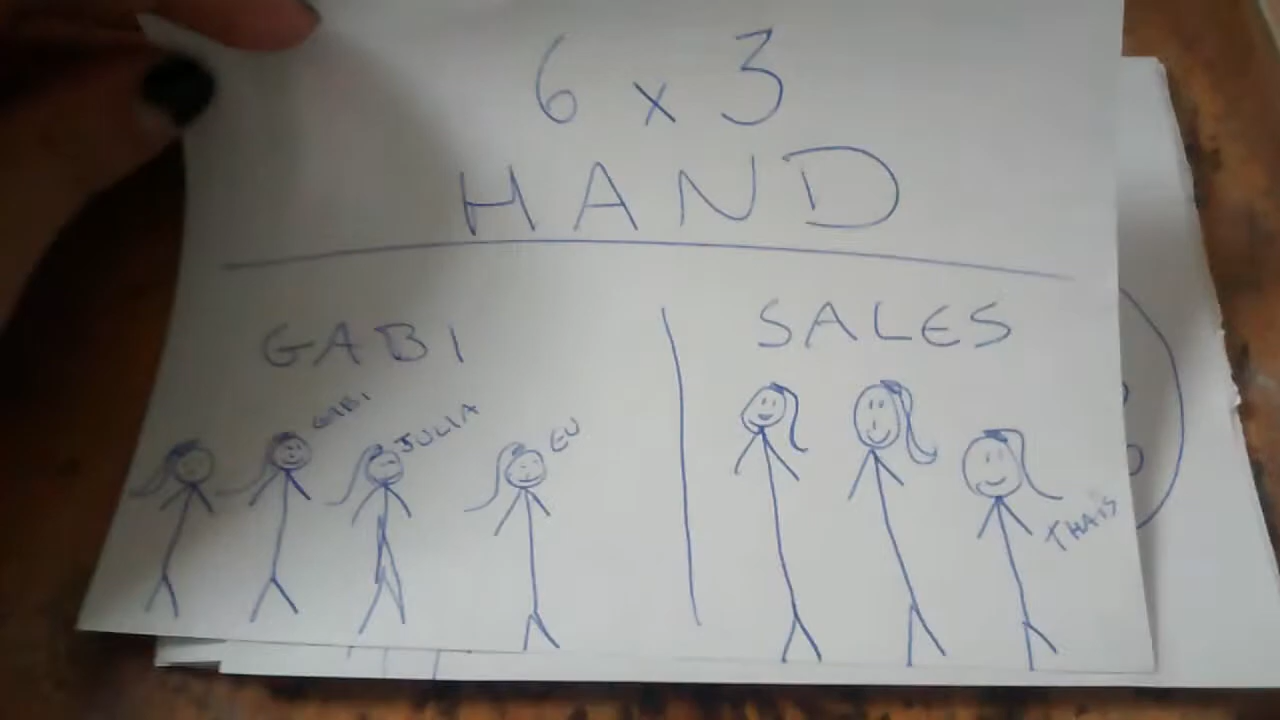 6 x 3
HAND
GABI
SALES
GABI
JULIA
EU
THAIS